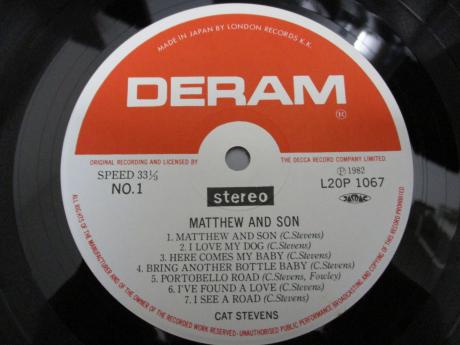 MADE IN JAPAN BY LONDON RECORDS K.K.
DERAM
®
ORIGINAL RECORDING AND LICENSED BY THE DECCA RECORD COMPANY LIMITED.
SPEED 33⅓
NO.1
stereo
Ⓟ 1982
L20P 1067
JASRAC
MATTHEW AND SON
1. MATTHEW AND SON (C.Stevens)
2. I LOVE MY DOG (C.Stevens)
3. HERE COMES MY BABY (C.Stevens)
4. BRING ANOTHER BOTTLE BABY (C.Stevens)
5. PORTOBELLO ROAD (C.Stevens, Fowley)
6. I'VE FOUND A LOVE (C.Stevens)
7. I SEE A ROAD (C.Stevens)
CAT STEVENS
ALL RIGHTS OF THE MANUFACTURER AND OF THE OWNER OF THE RECORDED WORK RESERVED - UNAUTHORISED PUBLIC PERFORMANCE BROADCASTING AND COPYING OF THIS RECORD PROHIBITED